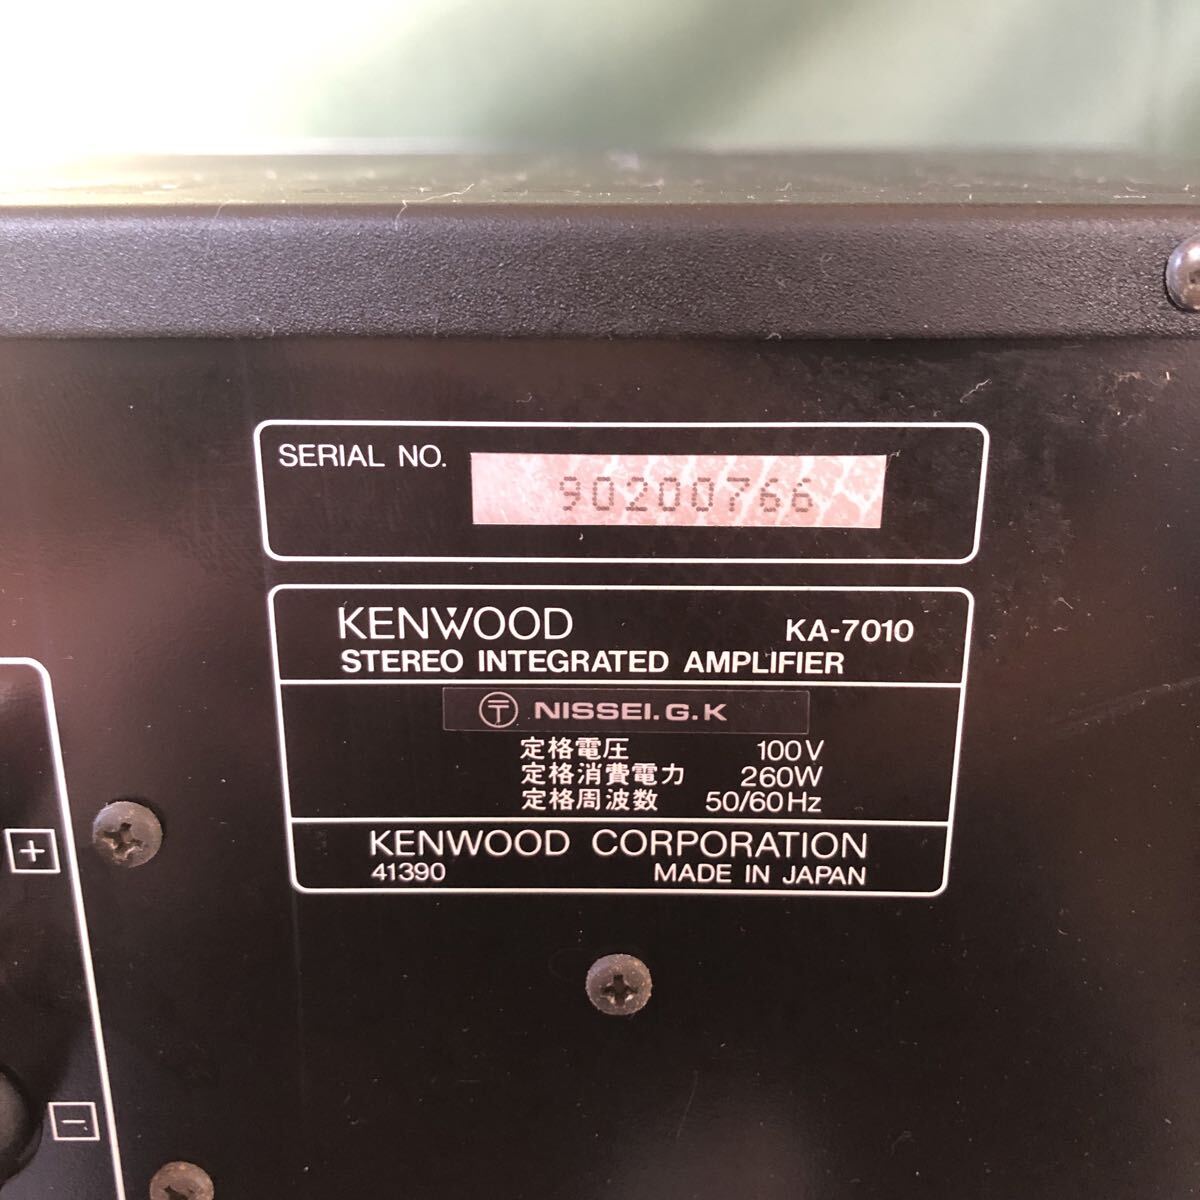 SERIAL NO. 90200766
KENWOOD KA-7010
STEREO INTEGRATED AMPLIFIER
〒 NISSEI.G.K
定格電圧 100V
定格消費電力 260W
定格周波数 50/60Hz
KENWOOD CORPORATION
41390 MADE IN JAPAN
+
−